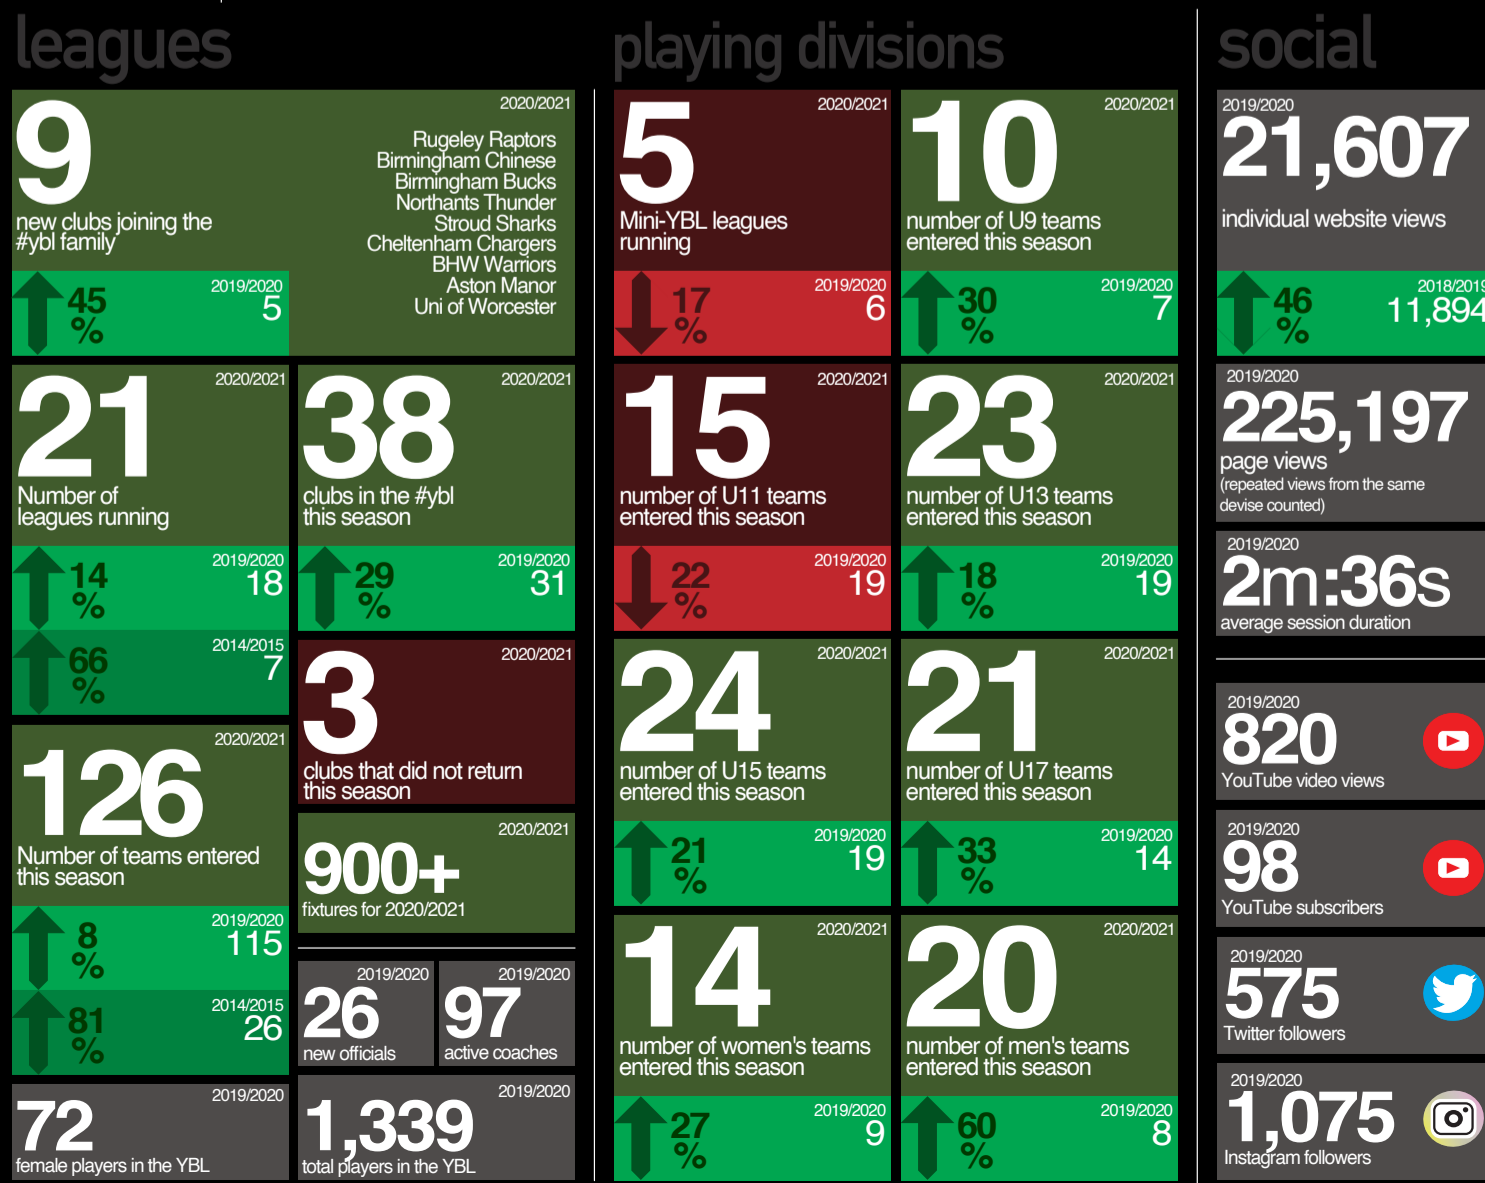 leagues
9
2020/2021
new clubs joining the
#ybl family
Rugeley Raptors
Birmingham Chinese
Birmingham Bucks
Northants Thunder
Stroud Sharks
Cheltenham Chargers
BHW Warriors
Aston Manor
Uni of Worcester
45
%
2019/2020
5
21
2020/2021
Number of
leagues running
14
%
2019/2020
18
66
%
2014/2015
7
126
2020/2021
Number of teams entered
this season
8
%
2019/2020
115
81
%
2014/2015
26
72
2019/2020
female players in the YBL
38
2020/2021
clubs in the #ybl
this season
29
%
2019/2020
31
3
2020/2021
clubs that did not return
this season
2020/2021
900+
fixtures for 2020/2021
2019/2020
26
new officials
2019/2020
97
active coaches
2019/2020
1,339
total players in the YBL
playing divisions
5
2020/2021
Mini-YBL leagues
running
17
%
2019/2020
6
10
2020/2021
number of U9 teams
entered this season
30
%
2019/2020
7
15
2020/2021
number of U11 teams
entered this season
22
%
2019/2020
19
23
2020/2021
number of U13 teams
entered this season
18
%
2019/2020
19
24
2020/2021
number of U15 teams
entered this season
21
%
2019/2020
19
21
2020/2021
number of U17 teams
entered this season
33
%
2019/2020
14
14
2020/2021
number of women's teams
entered this season
27
%
2019/2020
9
20
2020/2021
number of men's teams
entered this season
60
%
2019/2020
8
social
2019/2020
21,607
individual website views
46
%
2018/2019
11,894
2019/2020
225,197
page views
(repeated views from the same
devise counted)
2019/2020
2m:36s
average session duration
2019/2020
820
YouTube video views
2019/2020
98
YouTube subscribers
2019/2020
575
Twitter followers
2019/2020
1,075
Instagram followers